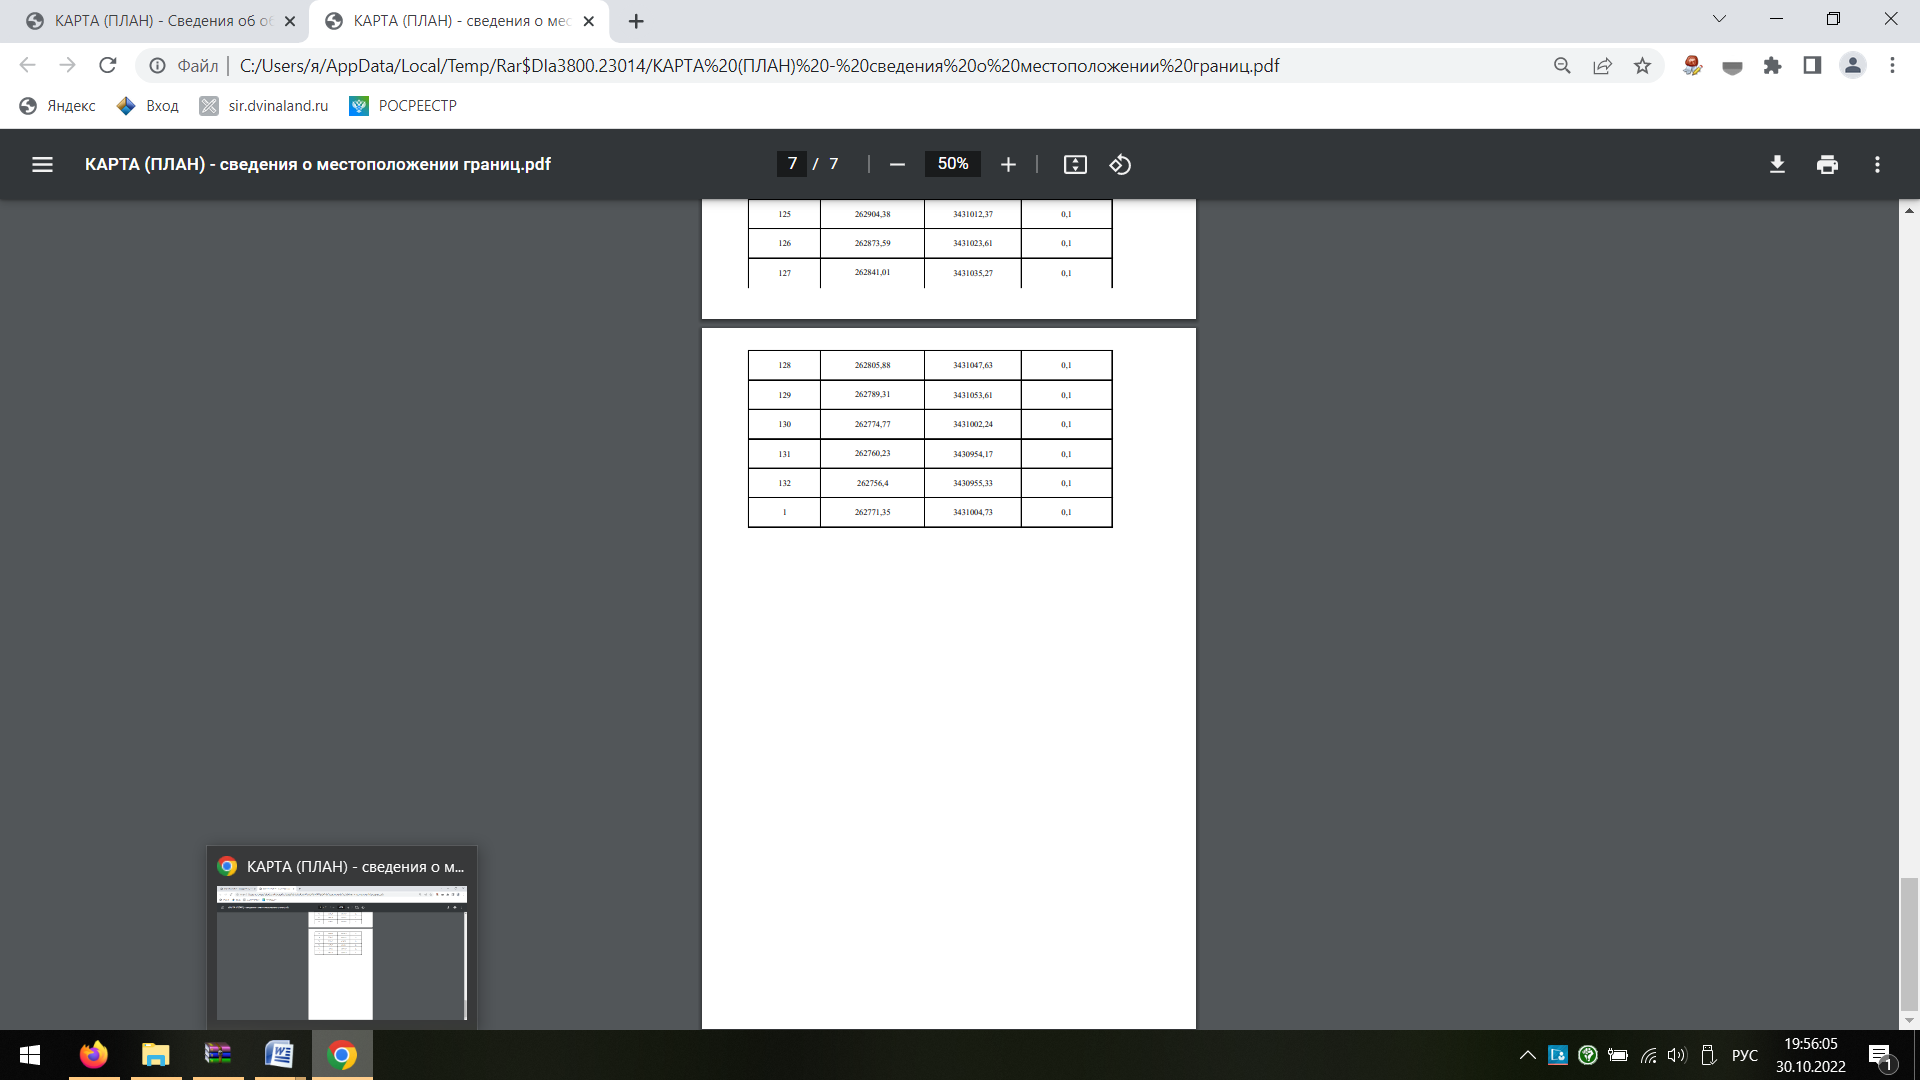 КАРТА (ПЛАН) - Сведения об об
КАРТА (ПЛАН) - сведения о мес
Файл C:/Users/я/AppData/Local/Temp/Rar$DIa3800.23014/КАРТА%20(ПЛАН)%20-%20сведения%20о%20местоположении%20границ.pdf
Яндекс Вход sir.dvinaland.ru РОСРЕЕСТР
КАРТА (ПЛАН) - сведения о местоположении границ.pdf 7 / 7 50%
125 262904,38 3431012,37 0,1
126 262873,59 3431023,61 0,1
127 262841,01 3431035,27 0,1
128 262805,88 3431047,63 0,1
129 262789,31 3431053,61 0,1
130 262774,77 3431002,24 0,1
131 262760,23 3430954,17 0,1
132 262756,4 3430955,33 0,1
1 262771,35 3431004,73 0,1
КАРТА (ПЛАН) - сведения о м...
РУС
19:56:05
30.10.2022
1